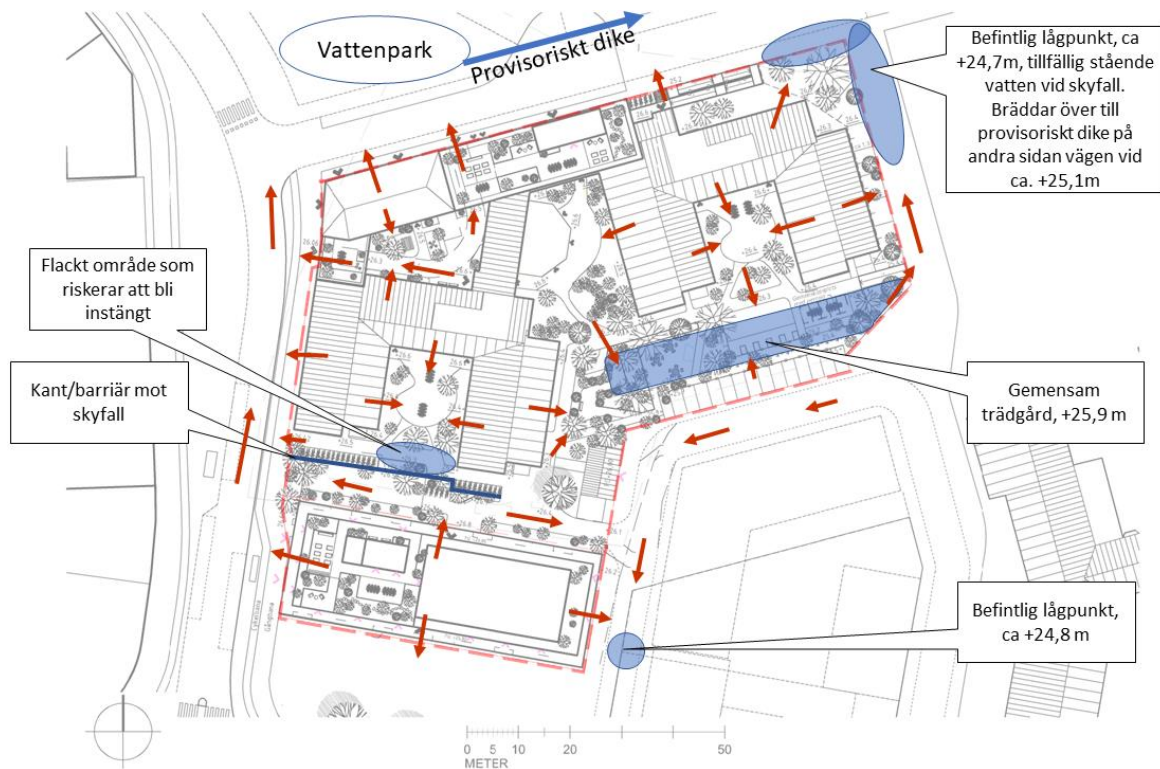 Vattenpark
Provisoriskt dike
Befintlig lågpunkt, ca
+24,7m, tillfällig stående
vatten vid skyfall.
Bräddar över till
provisoriskt dike på
andra sidan vägen vid
ca. +25,1m
Flackt område som
riskerar att bli
instängt
Kant/barriär mot
skyfall
Gemensam
trädgård, +25,9 m
Befintlig lågpunkt,
ca +24,8 m
Cykelbana
Gångbana
0 5 10 20 50
METER